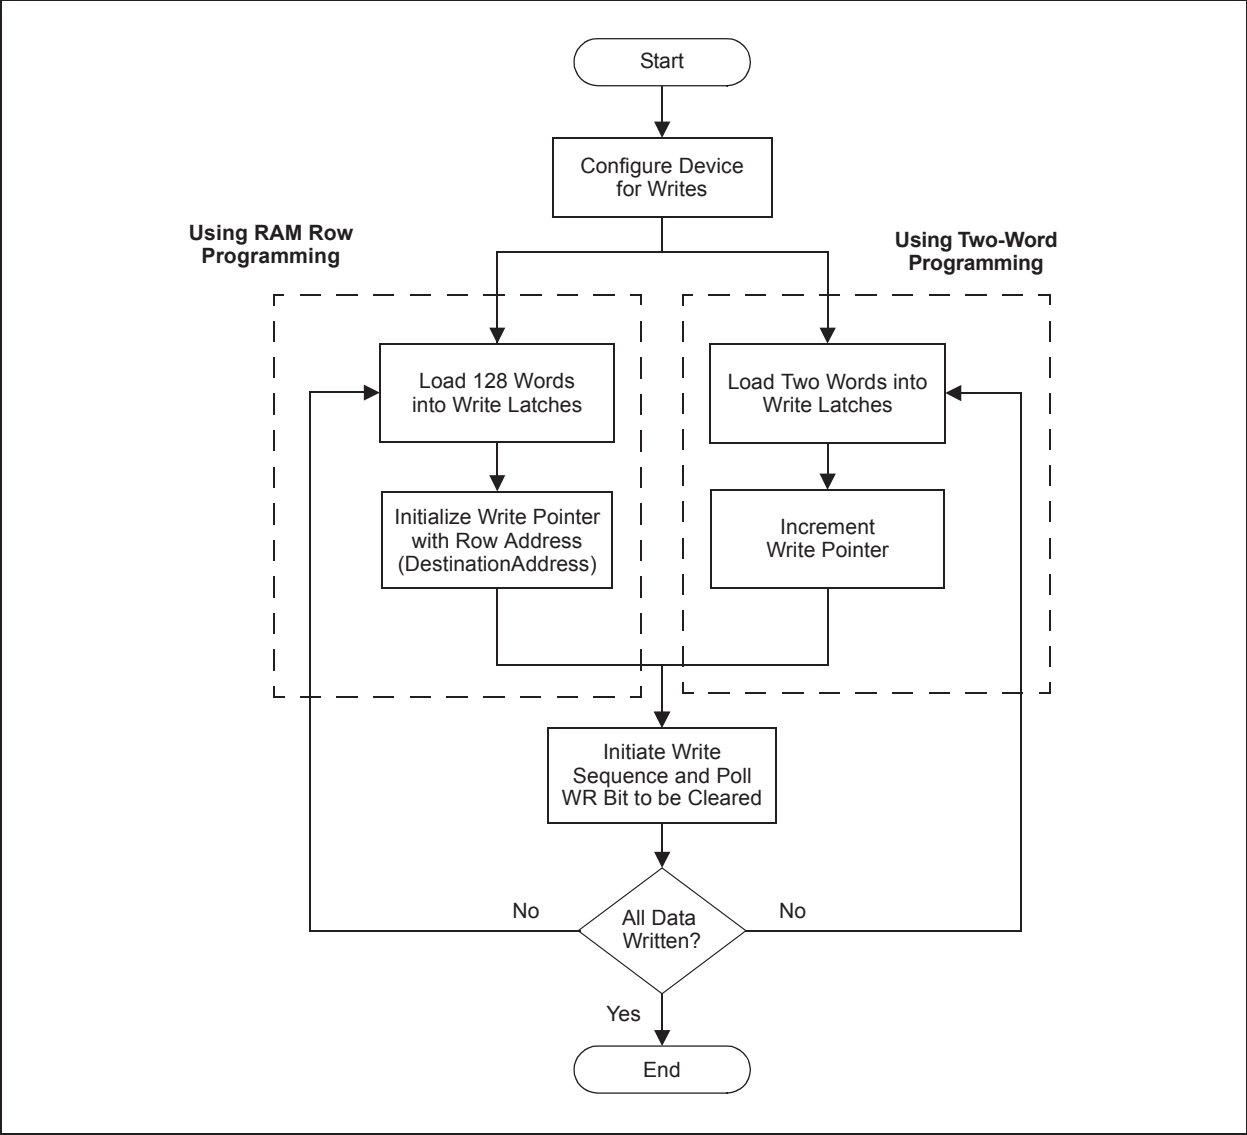 Start
Configure Device
for Writes
Using RAM Row
Programming
Using Two-Word
Programming
Load 128 Words
into Write Latches
Load Two Words into
Write Latches
Initialize Write Pointer
with Row Address
(DestinationAddress)
Increment
Write Pointer
Initiate Write
Sequence and Poll
WR Bit to be Cleared
No
All Data
Written?
No
Yes
End